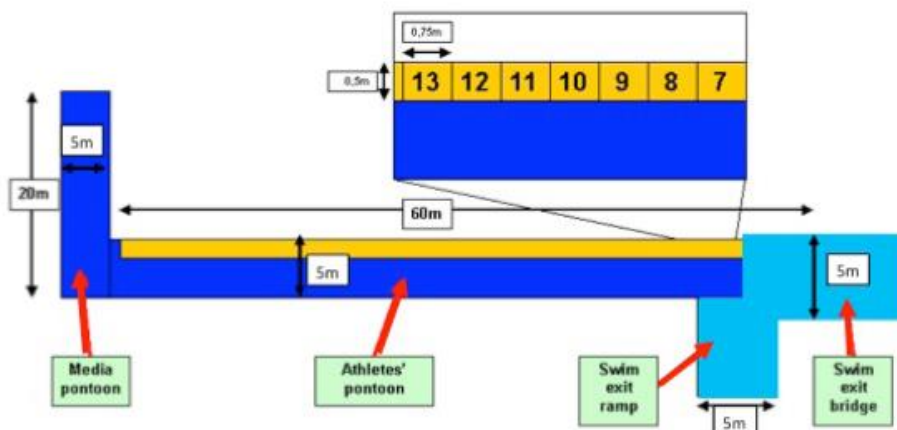 0,75m
0,5m
13 12 11 10 9 8 7
5m
20m
60m
5m
5m
Media
pontoon
Athletes'
pontoon
Swim
exit
ramp
Swim
exit
bridge
5m